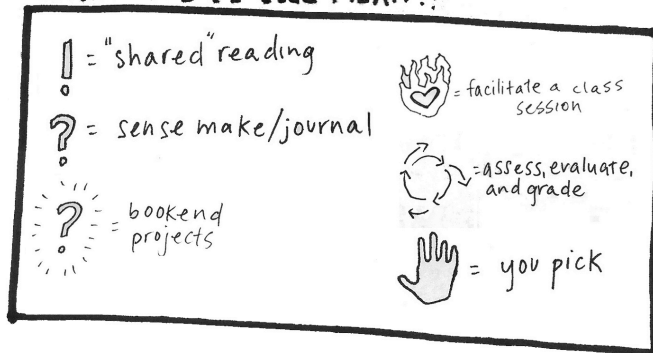 ! = "shared" reading
? = sense make/journal
? = bookend
projects
= facilitate a class
session
= assess, evaluate,
and grade
= you pick